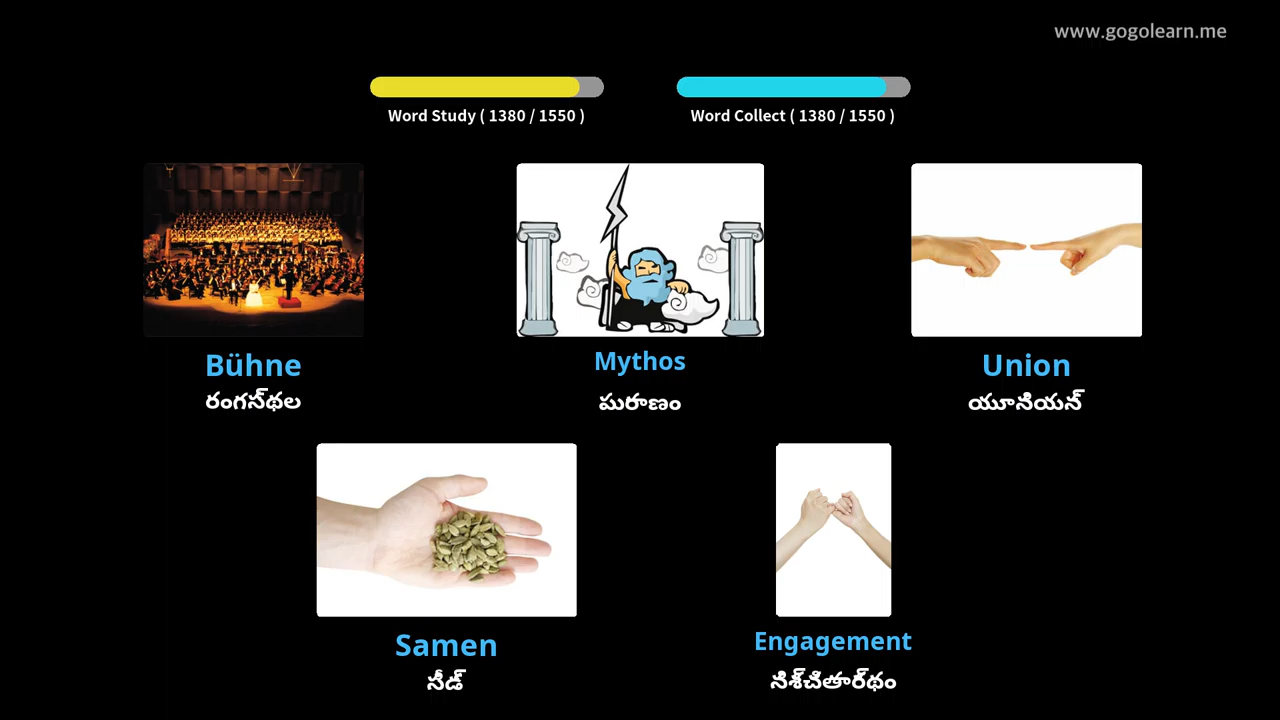 www.gogolearn.me
Word Study ( 1380 / 1550 )
Word Collect ( 1380 / 1550 )
Bühne
రంగస్థల
Mythos
పురాణం
Union
యూనియన్
Samen
సీడ్
Engagement
నిశ్చితార్థం